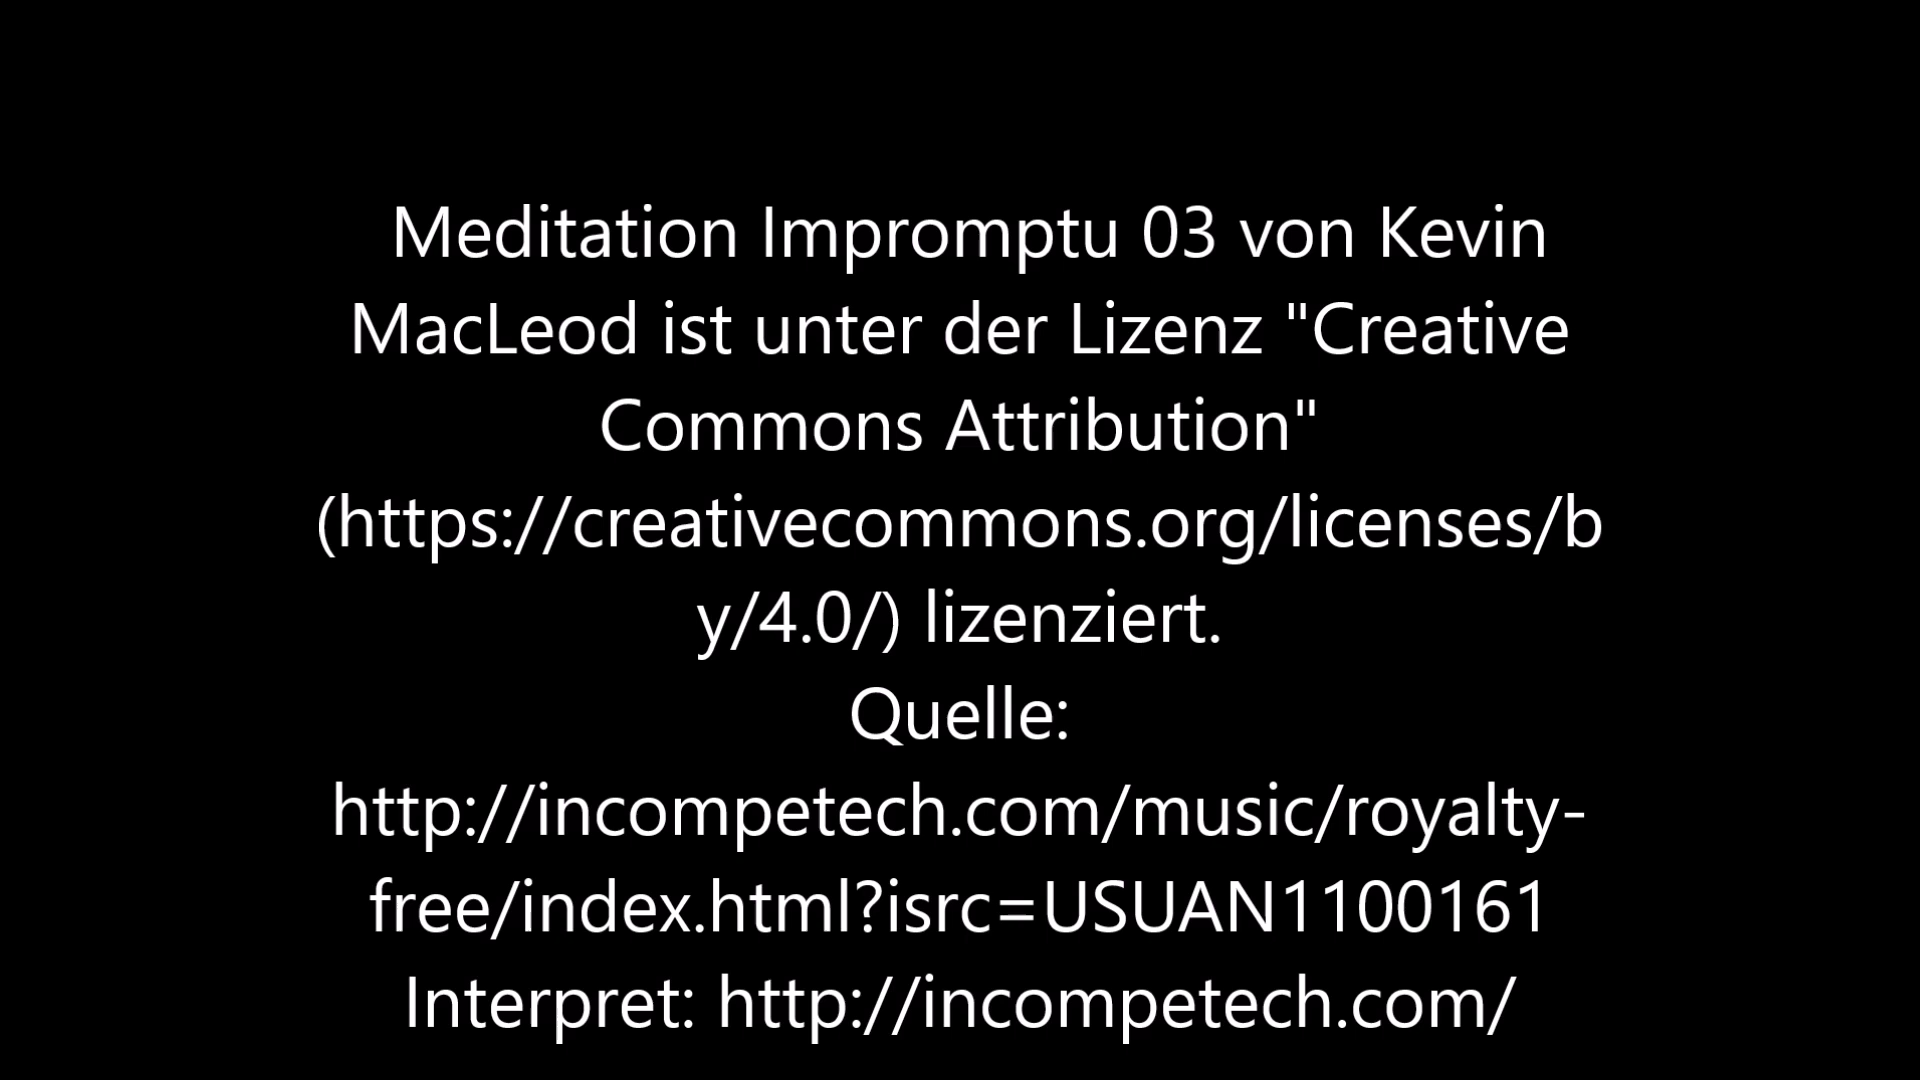 Meditation Impromptu 03 von Kevin
MacLeod ist unter der Lizenz "Creative
Commons Attribution"
(https://creativecommons.org/licenses/b
y/4.0/) lizenziert.
Quelle:
http://incompetech.com/music/royalty-
free/index.html?isrc=USUAN1100161
Interpret: http://incompetech.com/